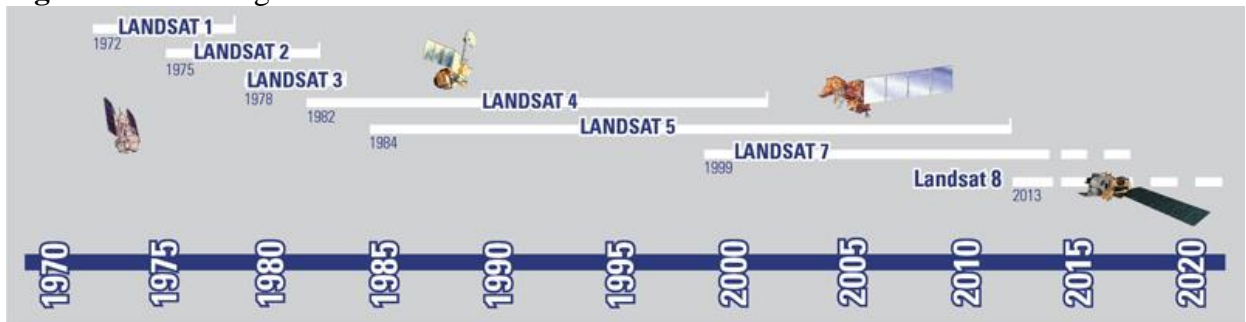 LANDSAT 1
1972
LANDSAT 2
1975
LANDSAT 3
1978
LANDSAT 4
1982
LANDSAT 5
1984
LANDSAT 7
1999
Landsat 8
2013
1970 1975 1980 1985 1990 1995 2000 2005 2010 2015 2020